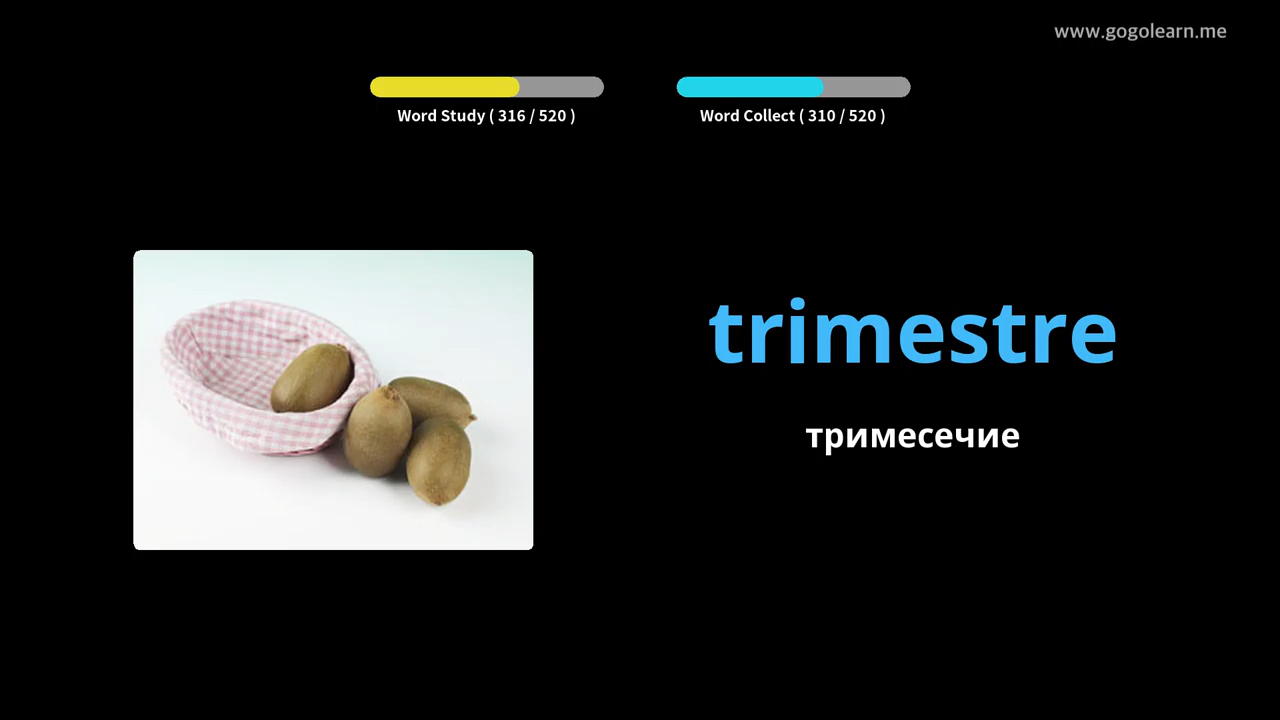 www.gogolearn.me
Word Study ( 316 / 520 )
Word Collect ( 310 / 520 )
trimestre
тримесечие